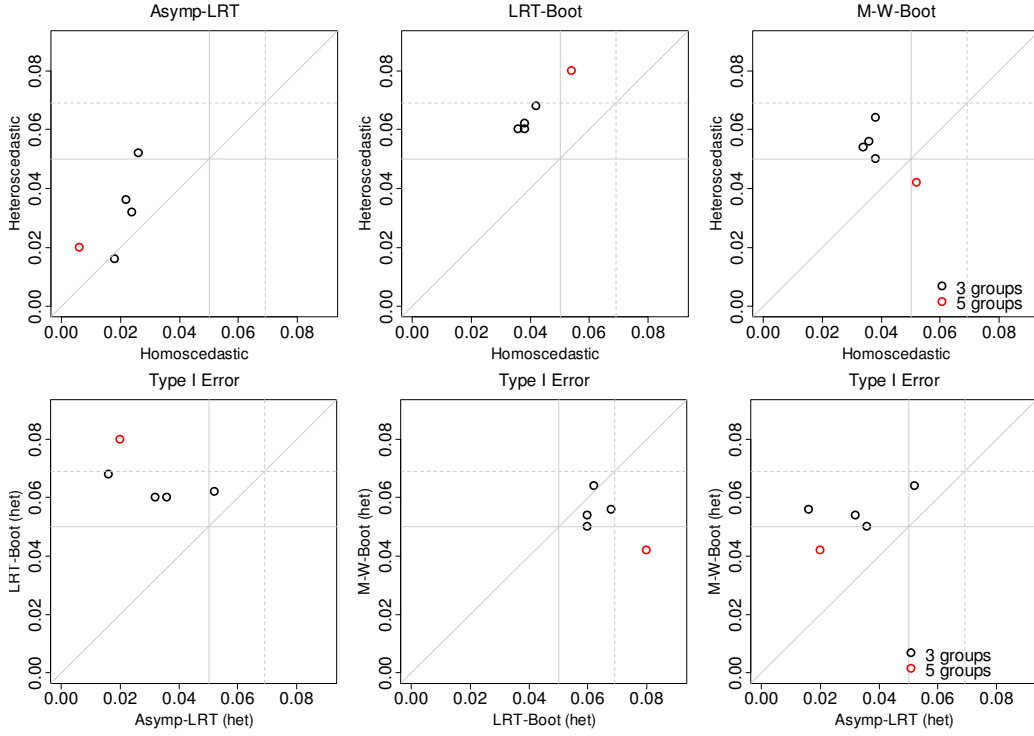 Asymp-LRT
LRT-Boot
M-W-Boot
Heteroscedastic
0.00 0.02 0.04 0.06 0.08
0.00 0.02 0.04 0.06 0.08
Homoscedastic
Heteroscedastic
0.00 0.02 0.04 0.06 0.08
0.00 0.02 0.04 0.06 0.08
Homoscedastic
Heteroscedastic
0.00 0.02 0.04 0.06 0.08
3 groups
5 groups
0.00 0.02 0.04 0.06 0.08
Homoscedastic
Type I Error
Type I Error
Type I Error
LRT-Boot (het)
0.00 0.02 0.04 0.06 0.08
0.00 0.02 0.04 0.06 0.08
Asymp-LRT (het)
M-W-Boot (het)
0.00 0.02 0.04 0.06 0.08
0.00 0.02 0.04 0.06 0.08
LRT-Boot (het)
M-W-Boot (het)
0.00 0.02 0.04 0.06 0.08
3 groups
5 groups
0.00 0.02 0.04 0.06 0.08
Asymp-LRT (het)